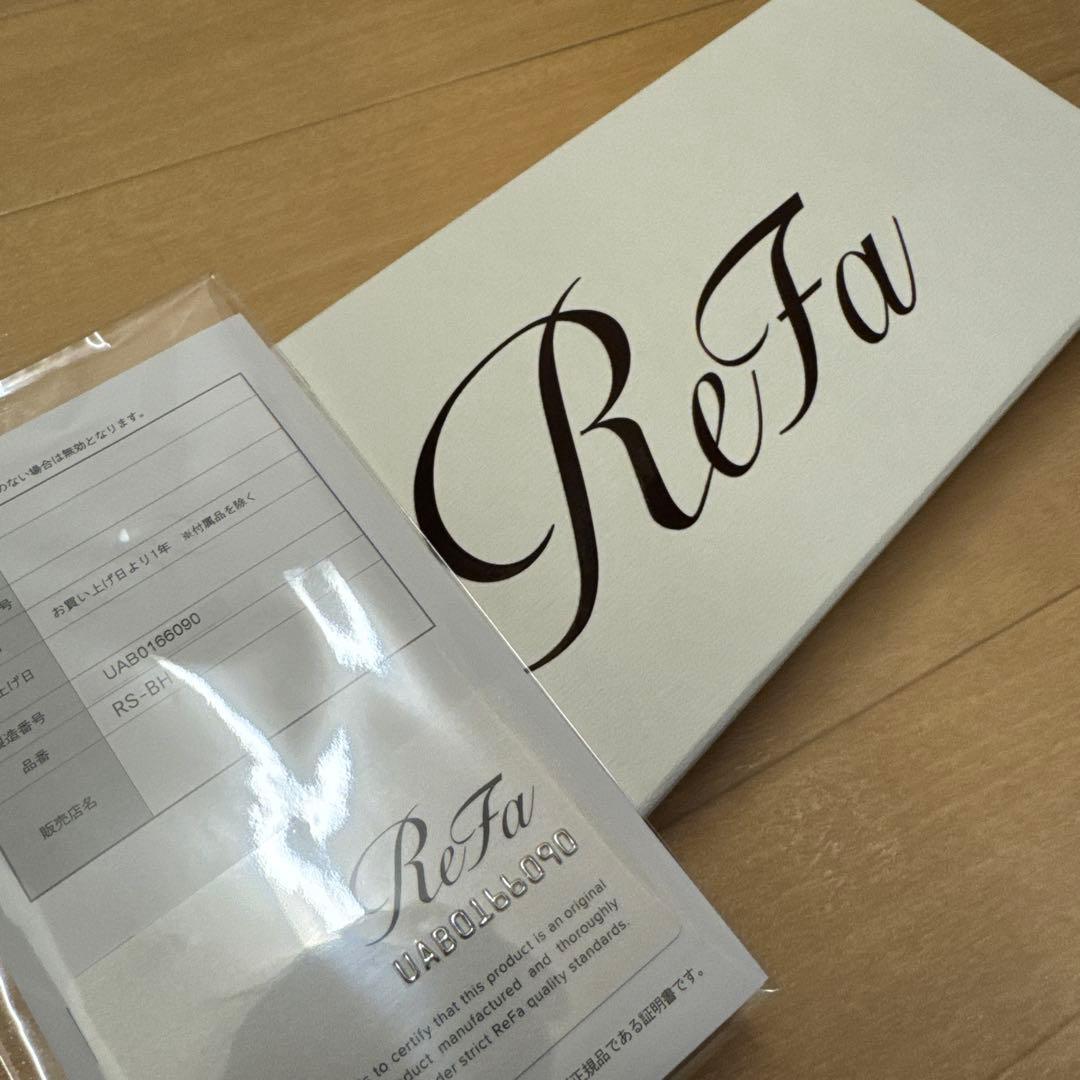 ReFa
のない場合は無効となります。
号
お買い上げ日より1年 ※付属品を除く
上げ日
製造番号 UAB0166090
品番 RS-BH
販売店名
ReFa
UAB0166090
to certify that this product is an original
product manufactured and thoroughly
under strict ReFa quality standards.
正規品である証明書です。